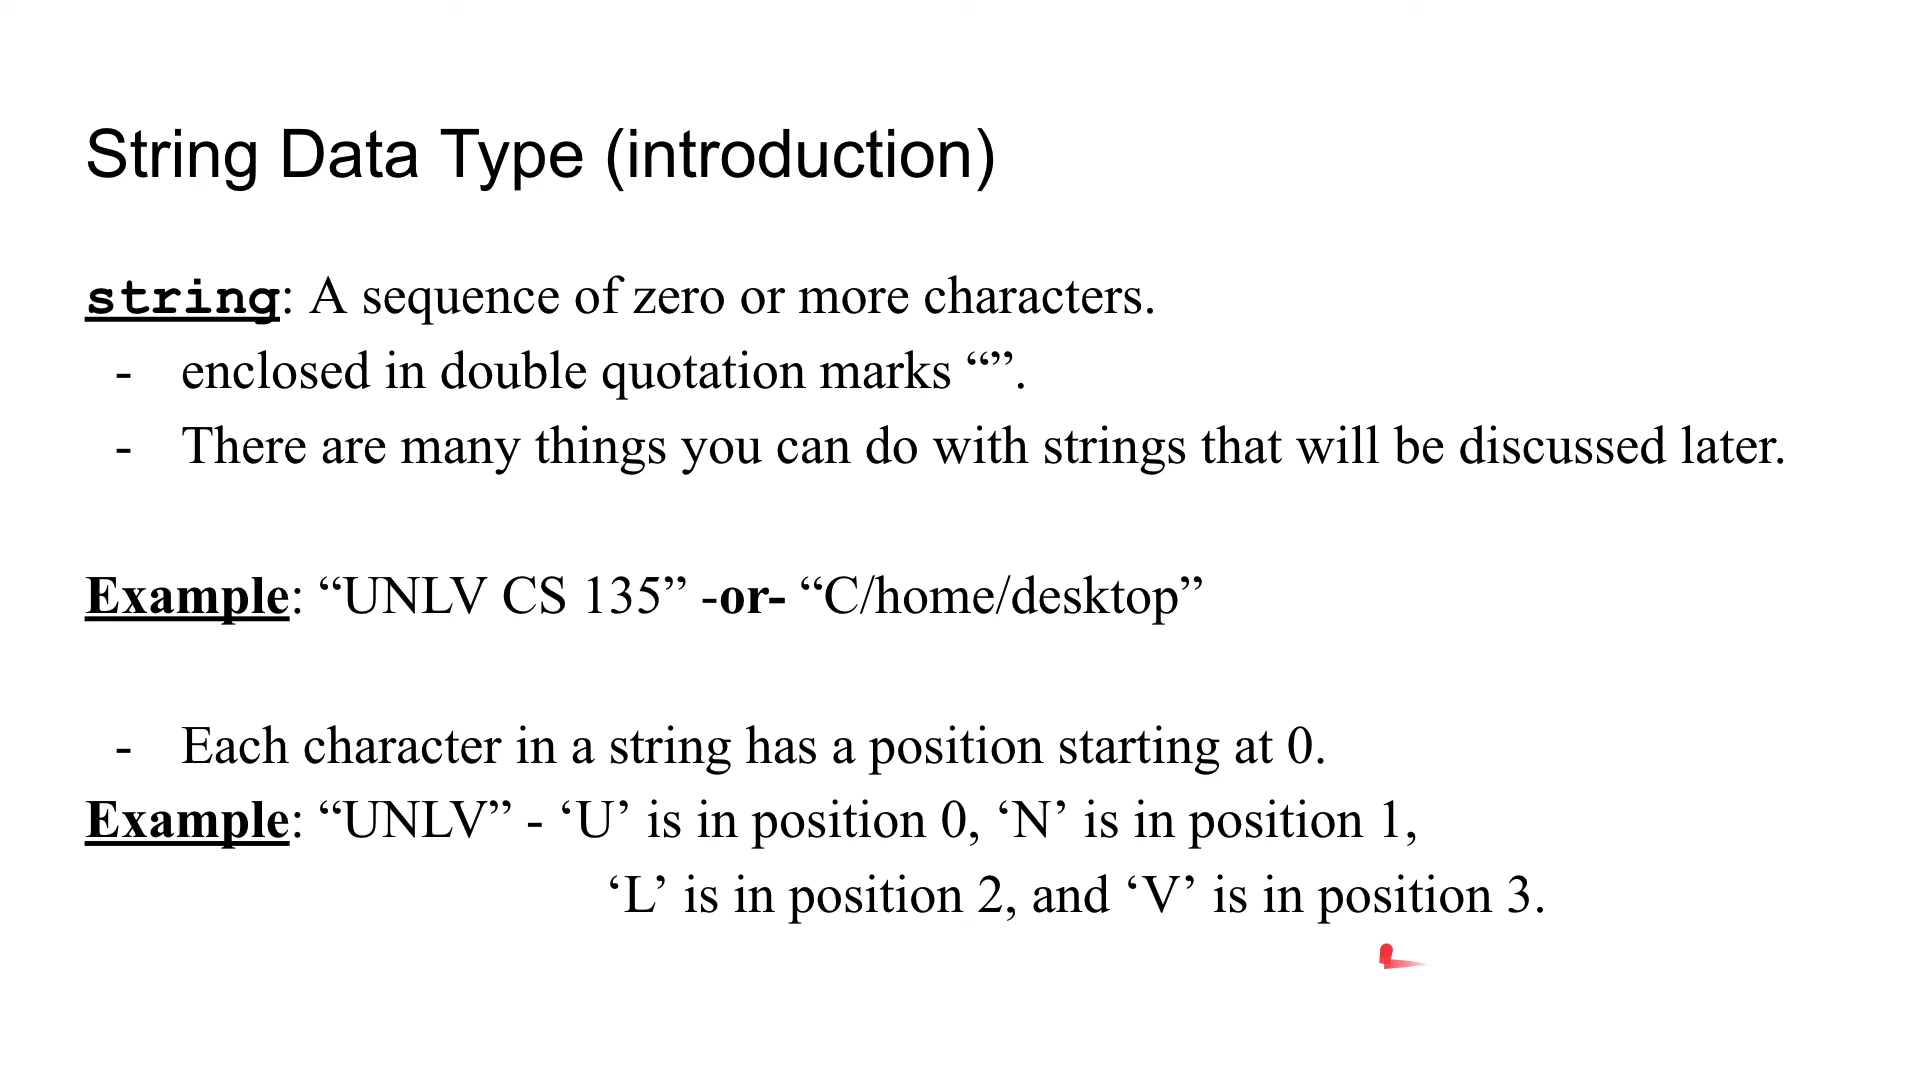 String Data Type (introduction)
string: A sequence of zero or more characters.
- enclosed in double quotation marks “”.
- There are many things you can do with strings that will be discussed later.
Example: “UNLV CS 135” -or- “C/home/desktop”
- Each character in a string has a position starting at 0.
Example: “UNLV” - ‘U’ is in position 0, ‘N’ is in position 1,
‘L’ is in position 2, and ‘V’ is in position 3.